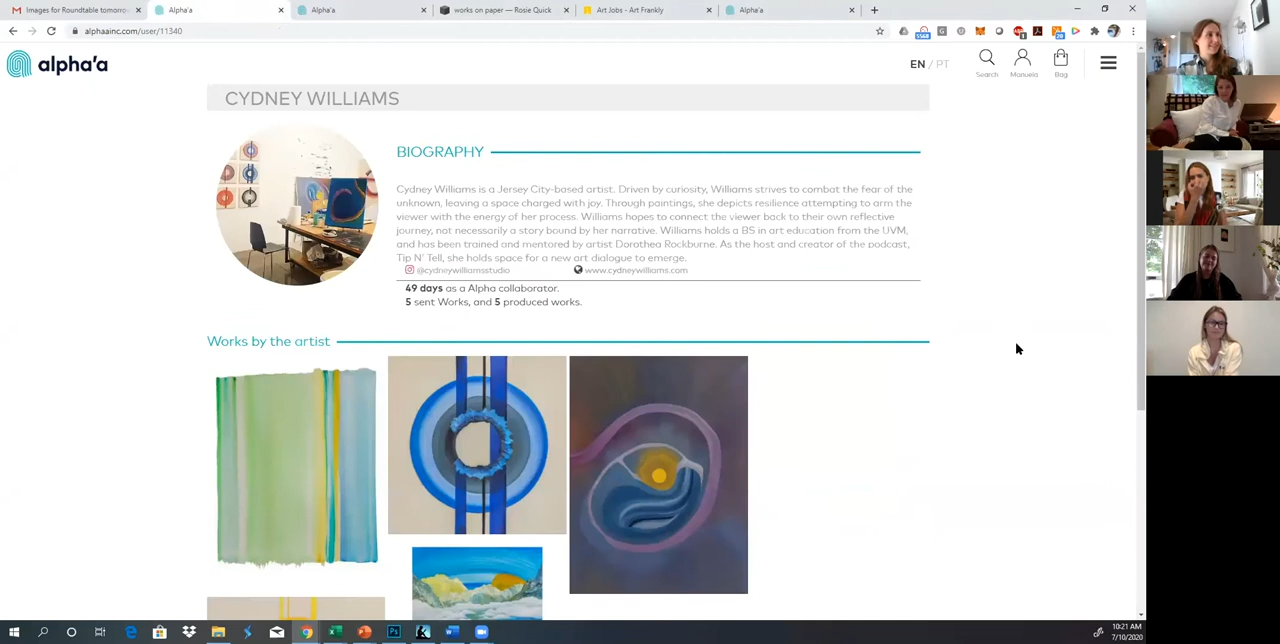 Images for Roundtable tomorro
Alpha'a
Alpha'a
works on paper — Rosie Quick
Art Jobs - Art Frankly
Alpha'a
alphaainc.com/user/11340
alpha'a
EN / PT
Search
Manuela
Bag
CYDNEY WILLIAMS
BIOGRAPHY
Cydney Williams is a Jersey City-based artist. Driven by curiosity, Williams strives to combat the fear of the
unknown, leaving a space charged with joy. Through paintings, she depicts resilience attempting to arm the
viewer with the energy of her process. Williams hopes to connect the viewer back to their own reflective
journey, not necessarily a story bound by her narrative. Williams holds a BS in art education from the UVM,
and has been trained and mentored by artist Dorothea Rockburne. As the host and creator of the podcast,
Tip N' Tell, she holds space for a new art dialogue to emerge.
@cydneywilliamsstudio
www.cydneywilliams.com
49 days as a Alpha collaborator.
5 sent Works, and 5 produced works.
Works by the artist
10:21 AM
7/10/2020